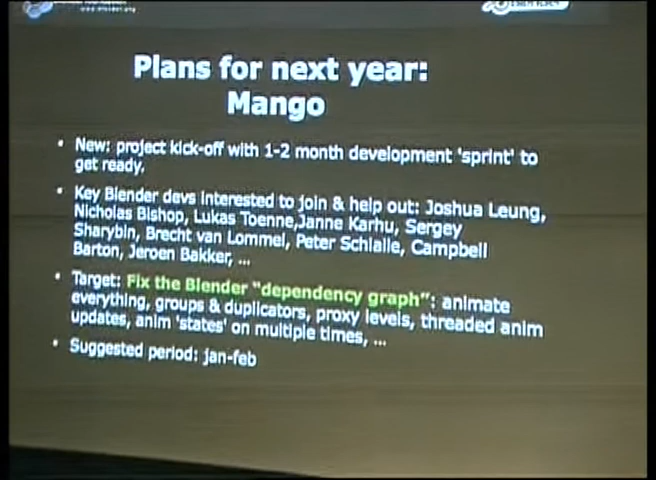 Plans for next year:
Mango
• New: project kick-off with 1-2 month development 'sprint' to
get ready.
• Key Blender devs interested to join & help out: Joshua Leung,
Nicholas Bishop, Lukas Toenne,Janne Karhu, Sergey
Sharybin, Brecht van Lommel, Peter Schlaile, Campbell
Barton, Jeroen Bakker, ...
• Target: Fix the Blender "dependency graph": animate
everything, groups & duplicators, proxy levels, threaded anim
updates, anim 'states' on multiple times, ...
• Suggested period: jan-feb